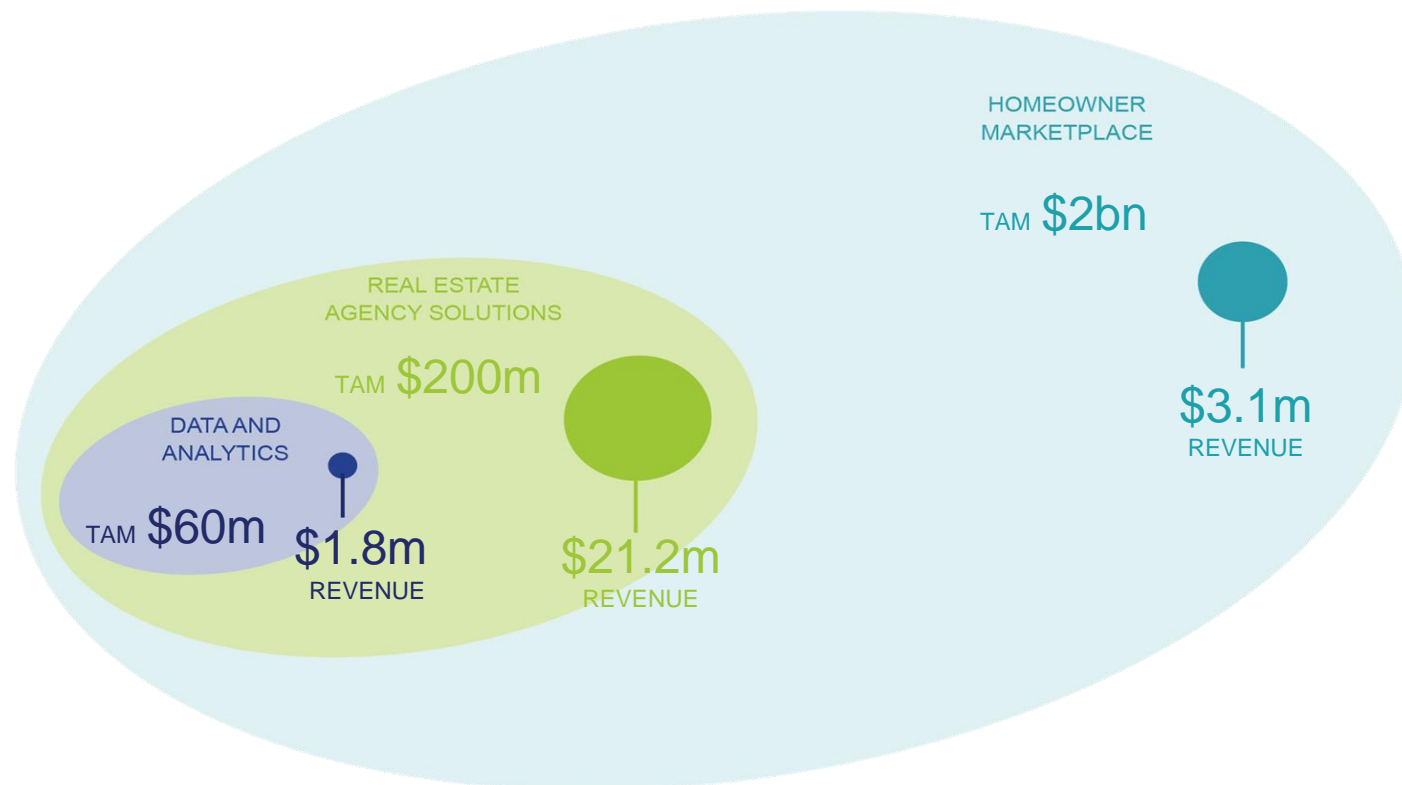 HOMEOWNER
MARKETPLACE
TAM $2bn
$3.1m
REVENUE
REAL ESTATE
AGENCY SOLUTIONS
TAM $200m
$21.2m
REVENUE
DATA AND
ANALYTICS
TAM $60m
$1.8m
REVENUE